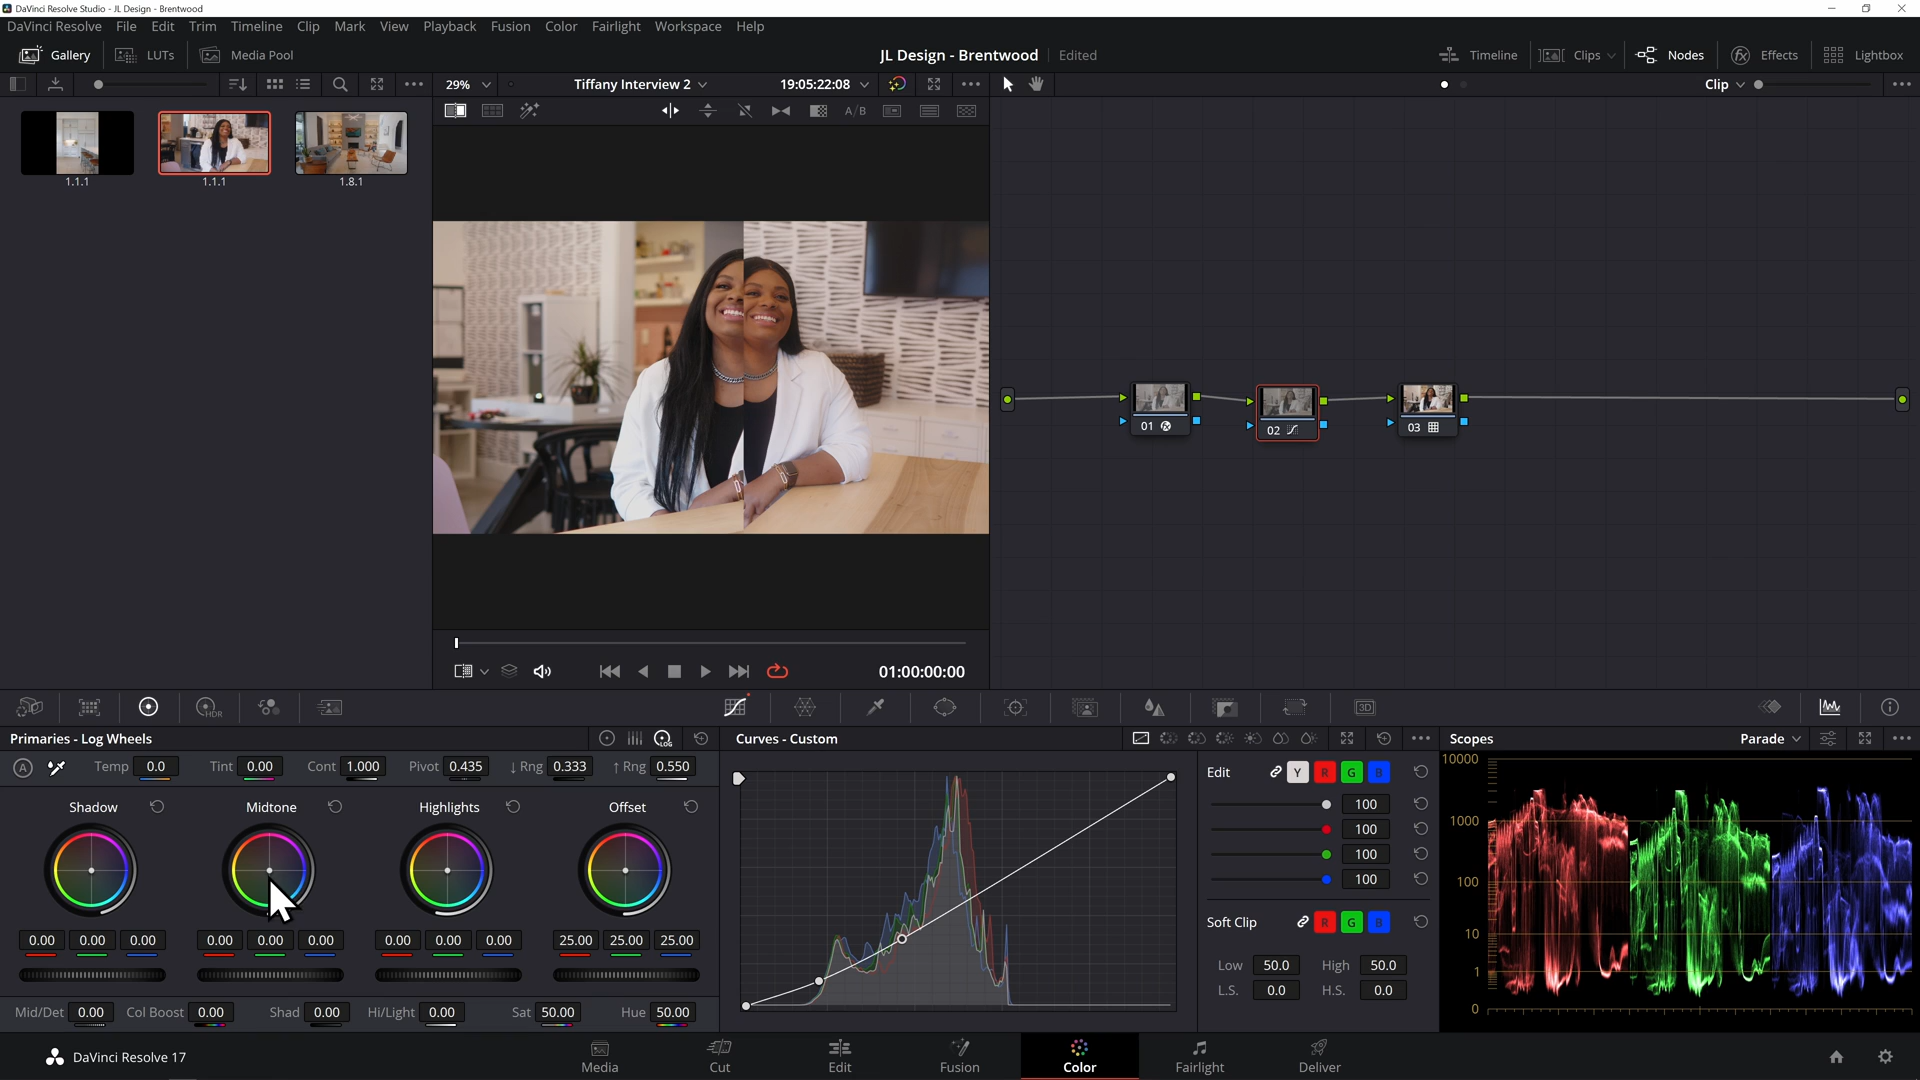 DaVinci Resolve Studio - JL Design - Brentwood
DaVinci Resolve File Edit Trim Timeline Clip Mark View Playback Fusion Color Fairlight Workspace Help
Gallery LUTs Media Pool JL Design - Brentwood Edited Timeline Clips Nodes Effects Lightbox
29% Tiffany Interview 2 19:05:22:08 Clip
A/B
1.1.1 1.1.1 1.8.1
01 02 03
01:00:00:00
HDR 3D
Primaries - Log Wheels LOG Curves - Custom Scopes Parade
A Temp 0.0 Tint 0.00 Cont 1.000 Pivot 0.435 ↓ Rng 0.333 ↑ Rng 0.550
Shadow Midtone Highlights Offset
0.00 0.00 0.00 0.00 0.00 0.00 0.00 0.00 0.00 25.00 25.00 25.00
Mid/Det 0.00 Col Boost 0.00 Shad 0.00 Hi/Light 0.00 Sat 50.00 Hue 50.00
Edit Y R G B
100
100
100
100
Soft Clip R G B
Low 50.0 High 50.0
L.S. 0.0 H.S. 0.0
10000
1000
100
10
1
0
DaVinci Resolve 17 Media Cut Edit Fusion Color Fairlight Deliver